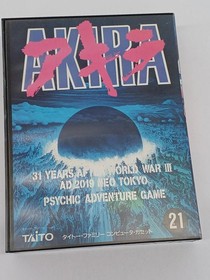 AKIRA
アキラ
31 YEARS AFTER WORLD WAR III
AD.2019 NEO TOKYO.
PSYCHIC ADVENTURE GAME
21
TAITO
タイトー・ファミリーコンピュータ・カセット